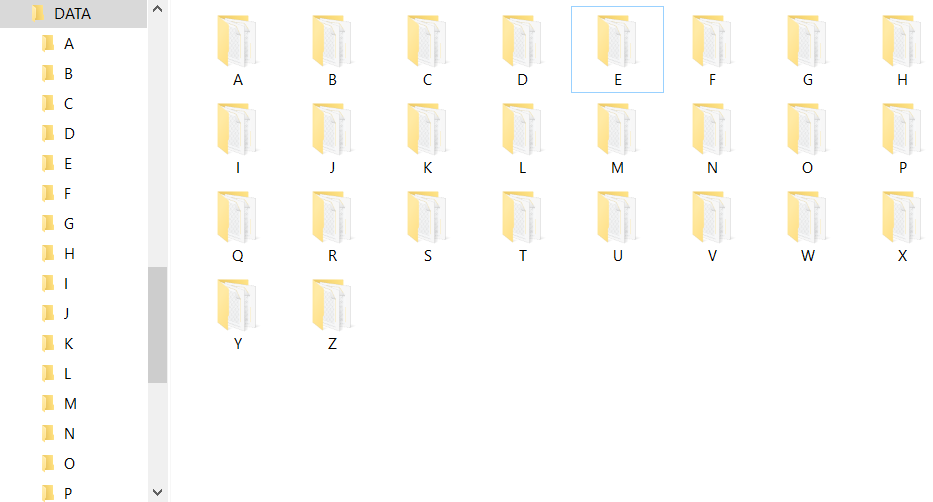 DATA
A
B
C
D
E
F
G
H
I
J
K
L
M
N
O
P
A B C D E F G H
I J K L M N O P
Q R S T U V W X
Y Z